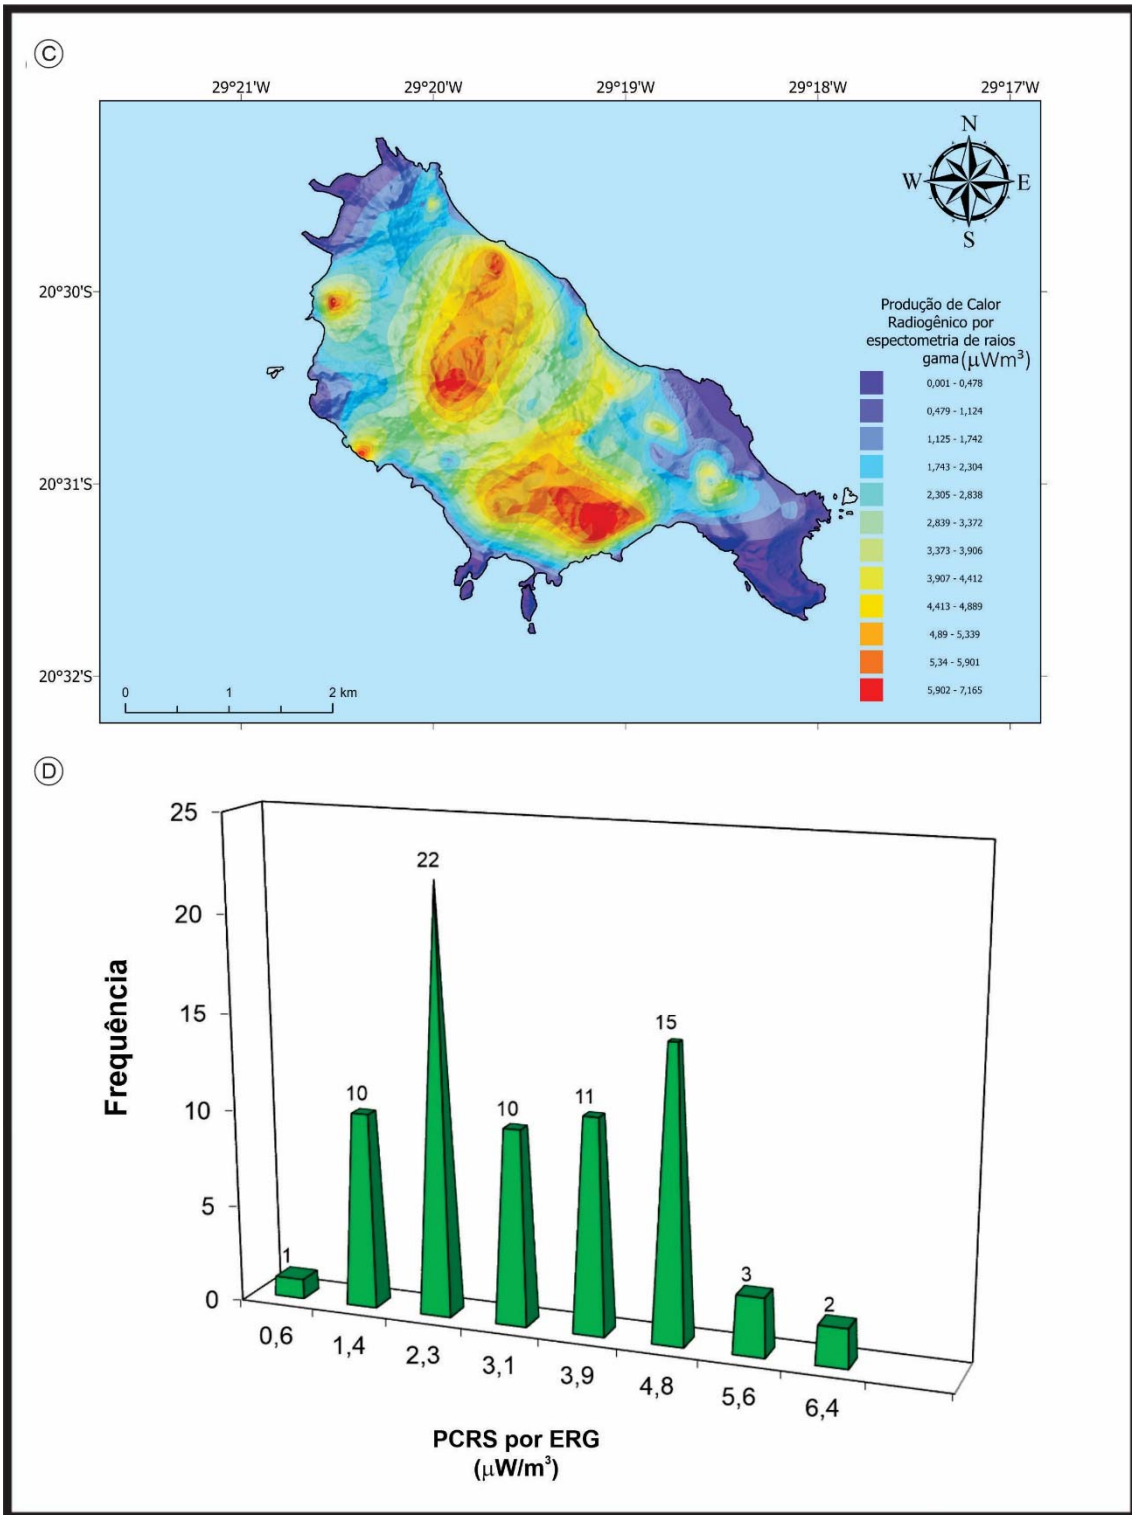 C
29°21'W
29°20'W
29°19'W
29°18'W
29°17'W
N
W
E
S
20°30'S
20°31'S
20°32'S
Produção de Calor
Radiogênico por
espectometria de raios
gama (μWm³)
0,001 - 0,478
0,479 - 1,124
1,125 - 1,742
1,743 - 2,304
2,305 - 2,838
2,839 - 3,372
3,373 - 3,906
3,907 - 4,412
4,413 - 4,889
4,89 - 5,339
5,34 - 5,901
5,902 - 7,165
0 1 2 km
D
Frequência
25
20
15
10
5
0
1
10
22
10
11
15
3
2
0,6
1,4
2,3
3,1
3,9
4,8
5,6
6,4
PCRS por ERG
(μW/m³)